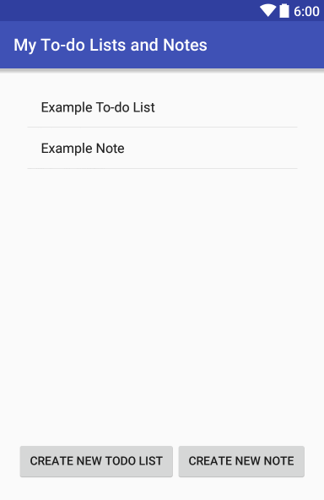 6:00
My To-do Lists and Notes
Example To-do List
Example Note
CREATE NEW TODO LIST CREATE NEW NOTE